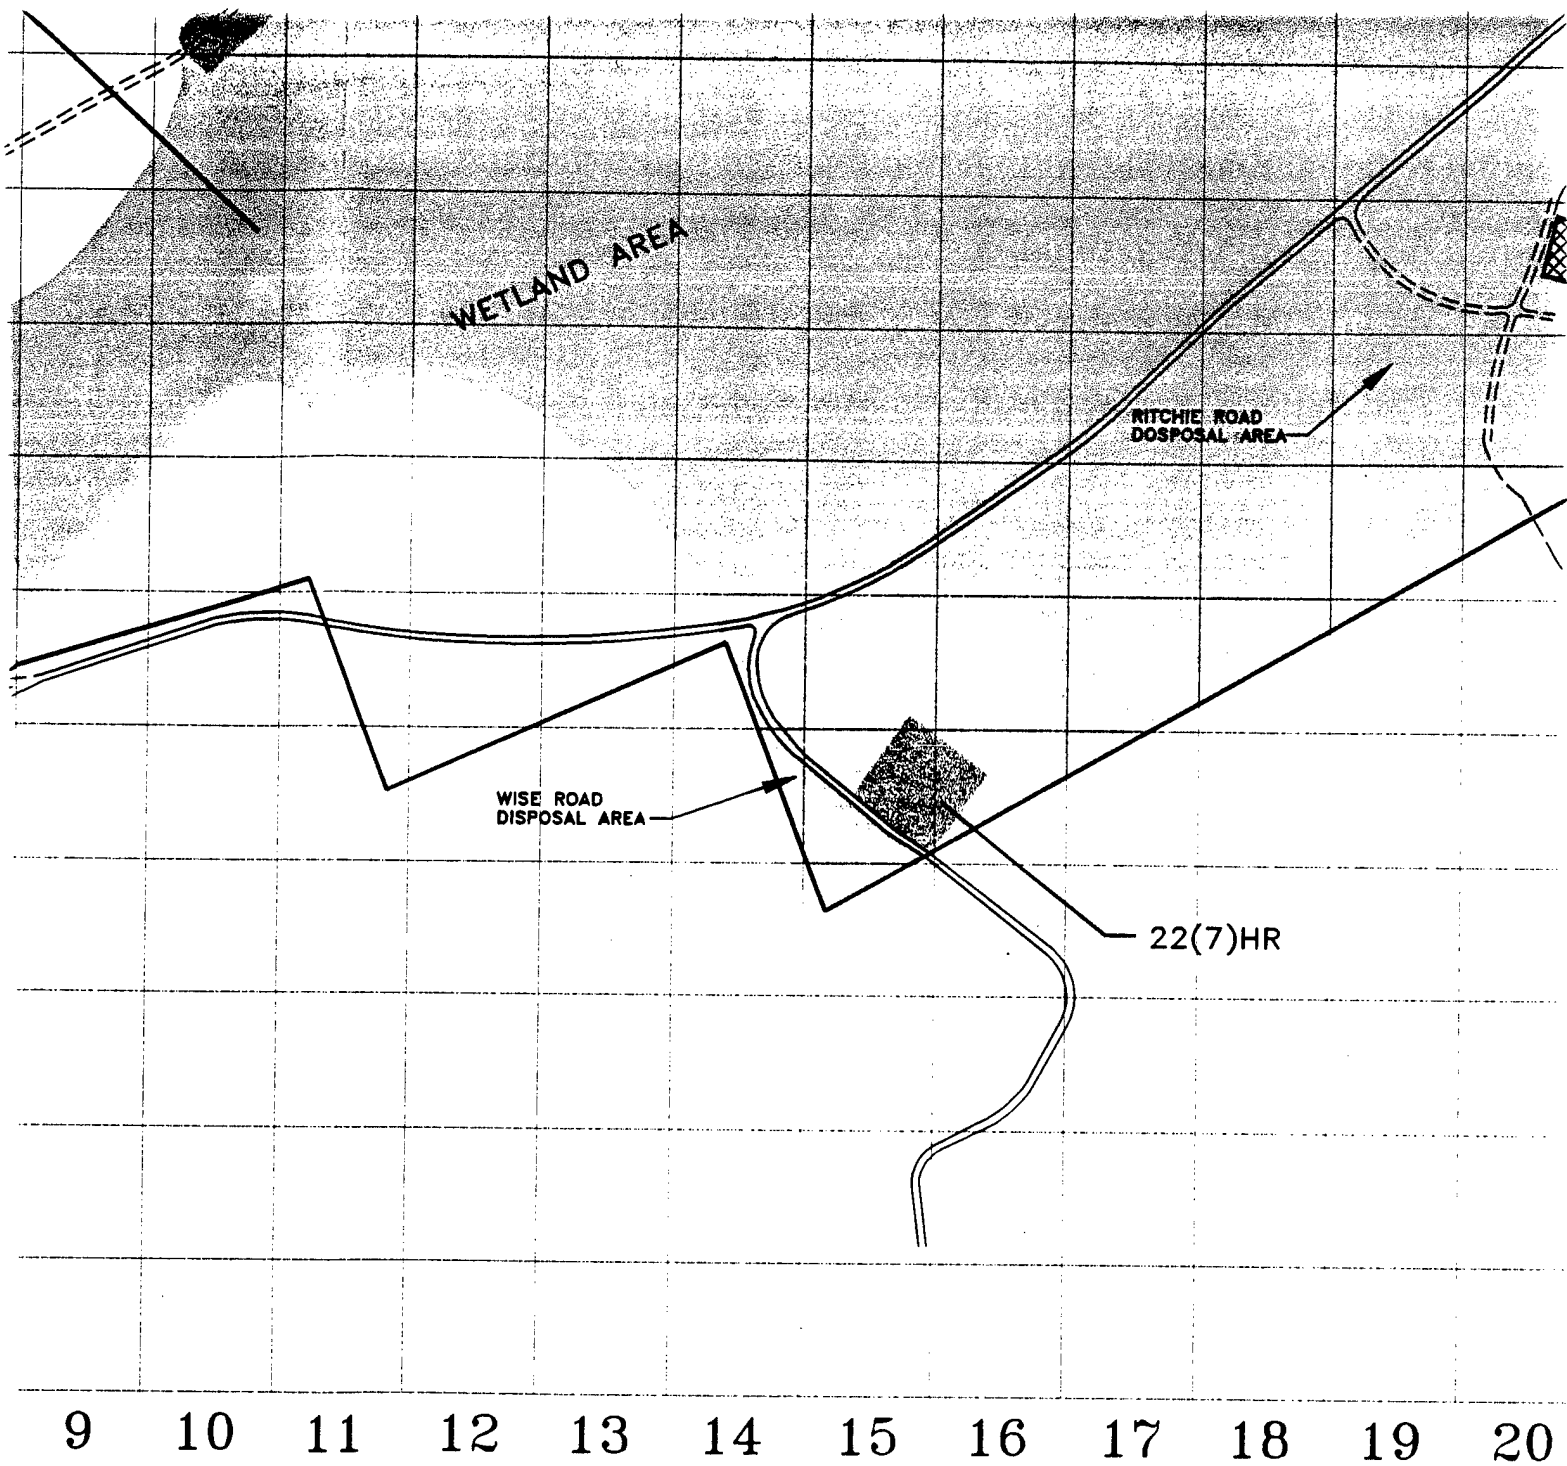 WETLAND AREA
RITCHIE ROAD
DOSPOSAL AREA
WISE ROAD
DISPOSAL AREA
22(7)HR
9 10 11 12 13 14 15 16 17 18 19 20